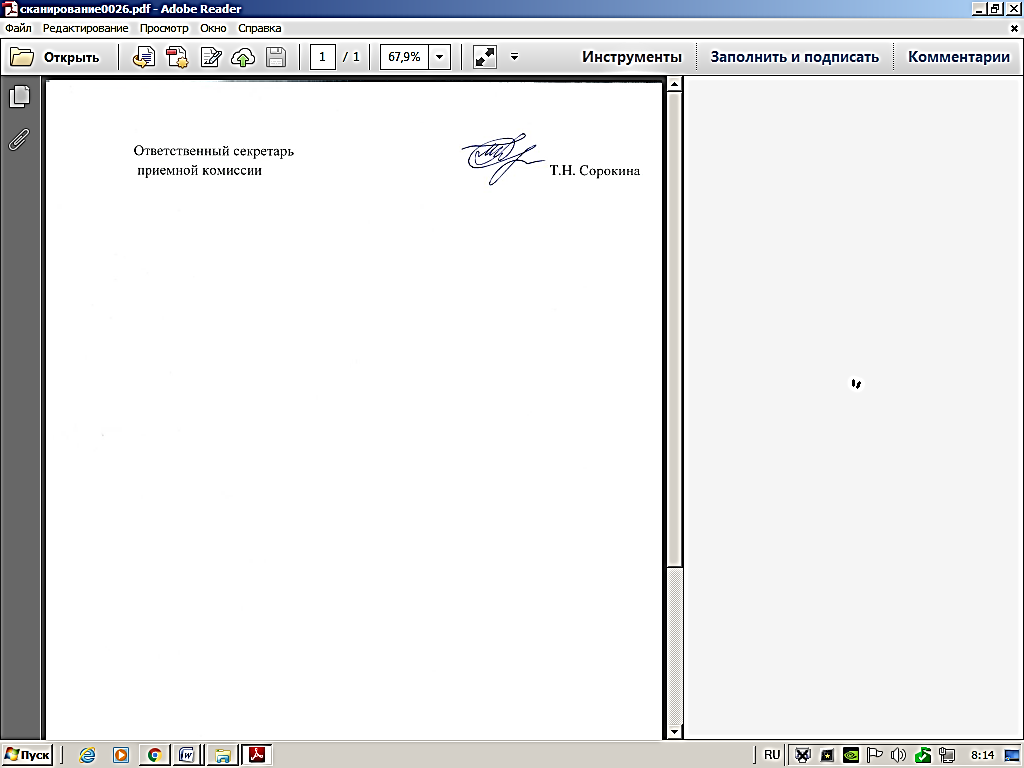 сканирование0026.pdf - Adobe Reader
Файл Редактирование Просмотр Окно Справка
Открыть 1 / 1 67,9% Инструменты Заполнить и подписать Комментарии
Ответственный секретарь
приемной комиссии Т.Н. Сорокина
Пуск RU 8:14